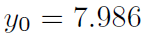 y₀ = 7.986